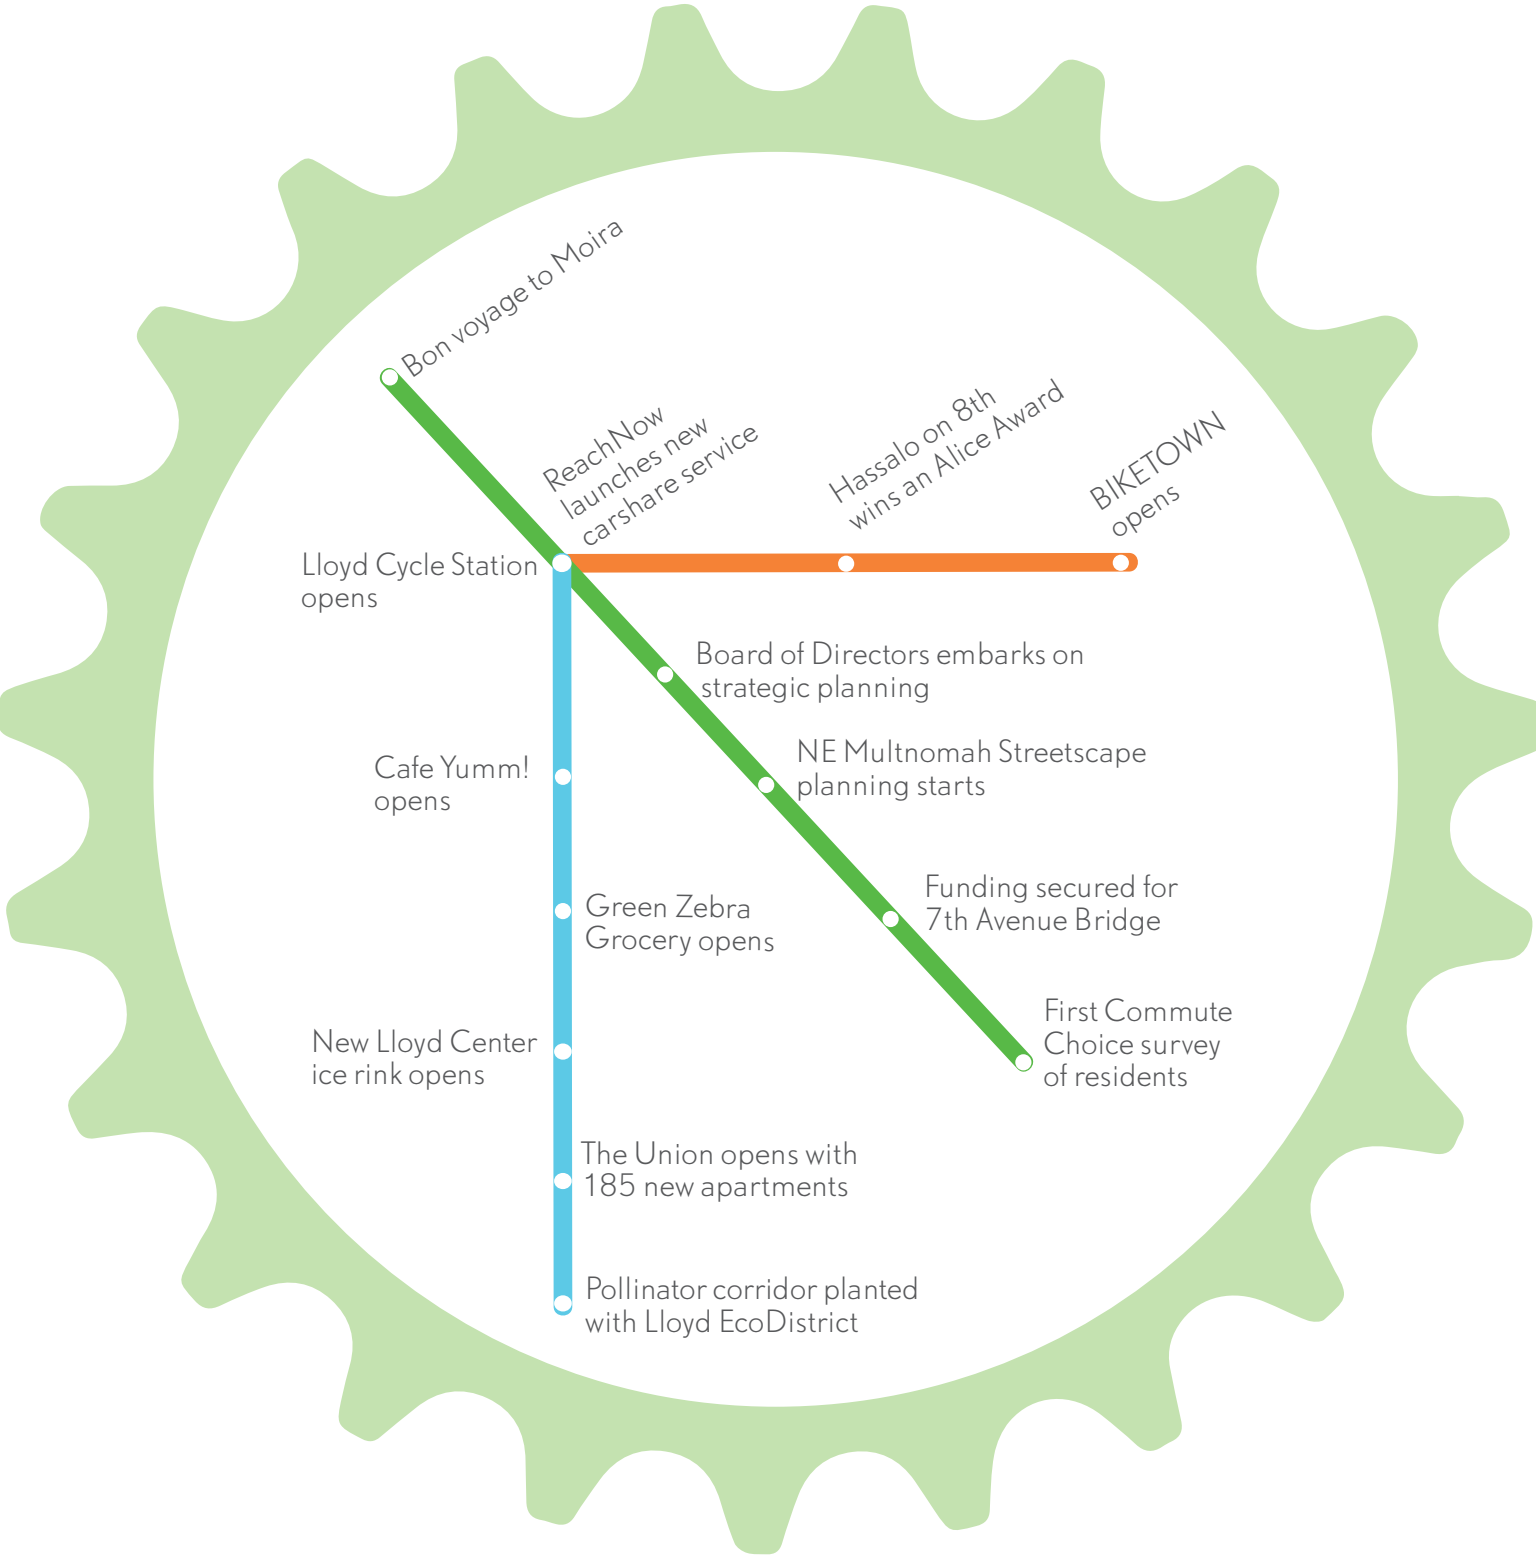 Bon voyage to Moira
ReachNow
launches new
carshare service
Hassalo on 8th
wins an Alice Award
BIKETOWN
opens
Lloyd Cycle Station
opens
Board of Directors embarks on
strategic planning
Cafe Yumm!
opens
NE Multnomah Streetscape
planning starts
Green Zebra
Grocery opens
Funding secured for
7th Avenue Bridge
New Lloyd Center
ice rink opens
First Commute
Choice survey
of residents
The Union opens with
185 new apartments
Pollinator corridor planted
with Lloyd EcoDistrict